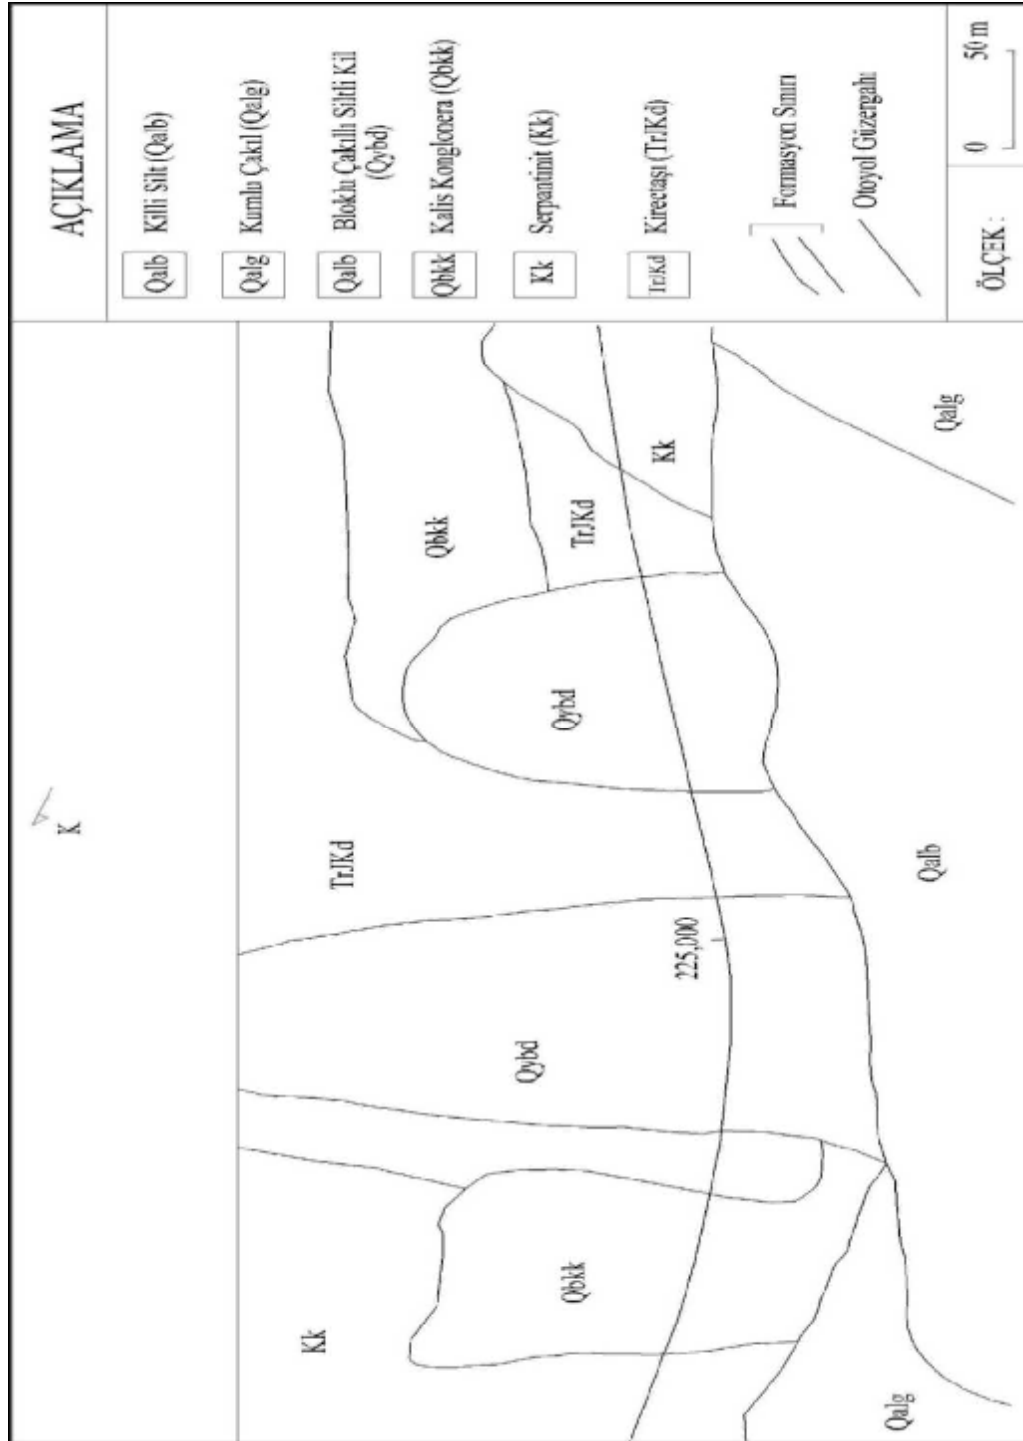 AÇIKLAMA
Qalb Killi Silt (Qalb)
Qalg Kumlu Çakıl (Qalg)
Qalb Bloklu Çakıllı Siltli Kil
(Qybd)
Qbkk Kalis Konglonera (Qbkk)
Kk Serpantinit (Kk)
TrJKd Kirectaşı (TrJKd)
Formasyon Sınırı
Otoyol Güzergahı
ÖLÇEK :
0 50 m
K
Kk
Qbkk
Qalg
Qybd
225,000
TrJKd
Qalb
Qybd
Qbkk
TrJKd
Kk
Qalg